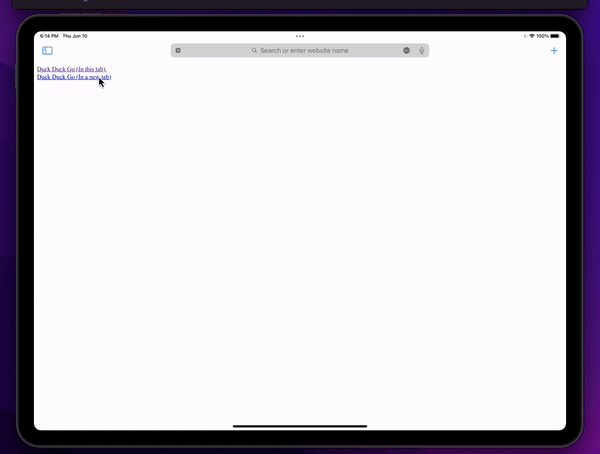 6:14 PM Thu Jun 10
100%
Search or enter website name
Duck Duck Go (In this tab)
Duck Duck Go (In a new tab)